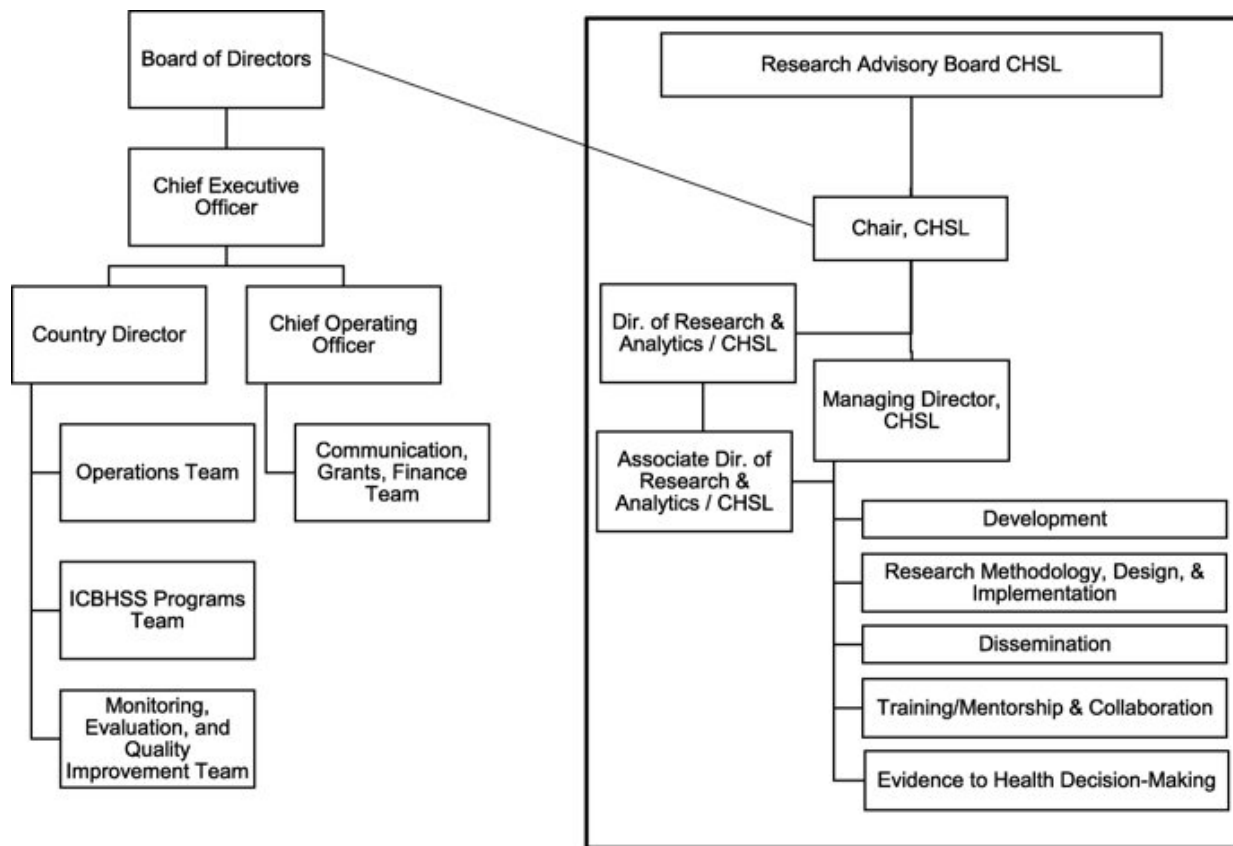 Board of Directors
Chief Executive
Officer
Country Director
Chief Operating
Officer
Operations Team
Communication,
Grants, Finance
Team
ICBHSS Programs
Team
Monitoring,
Evaluation, and
Quality
Improvement Team
Research Advisory Board CHSL
Chair, CHSL
Dir. of Research &
Analytics / CHSL
Managing Director,
CHSL
Associate Dir. of
Research &
Analytics / CHSL
Development
Research Methodology, Design, &
Implementation
Dissemination
Training/Mentorship & Collaboration
Evidence to Health Decision-Making